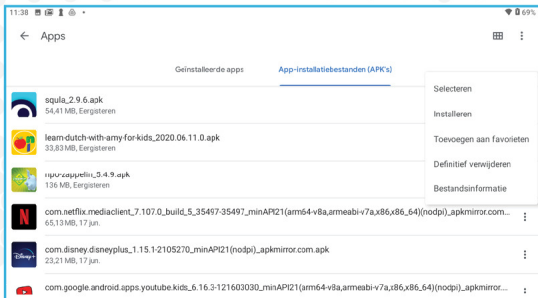 11:38
69%
Apps
Geïnstalleerde apps
App-installatiebestanden (APK's)
Selecteren
Installeren
Toevoegen aan favorieten
Definitief verwijderen
Bestandsinformatie
squla_2.9.6.apk
54,41 MB, Eergisteren
learn-dutch-with-amy-for-kids_2020.06.11.0.apk
33,83 MB, Eergisteren
npo-zappelin_5.4.9.apk
136 MB, Eergisteren
com.netflix.mediaclient_7.107.0_build_5_35497-35497_minAPI21(arm64-v8a,armeabi-v7a,x86,x86_64)(nodpi)_apkmirror.com...
65,13 MB, 17 jun.
com.disney.disneyplus_1.15.1-2105270_minAPI21(nodpi)_apkmirror.com.apk
23,21 MB, 17 jun.
com.google.android.apps.youtube.kids_6.16.3-121603030_minAPI21(arm64-v8a,armeabi-v7a,x86,x86_64)(nodpi)_apkmirror....